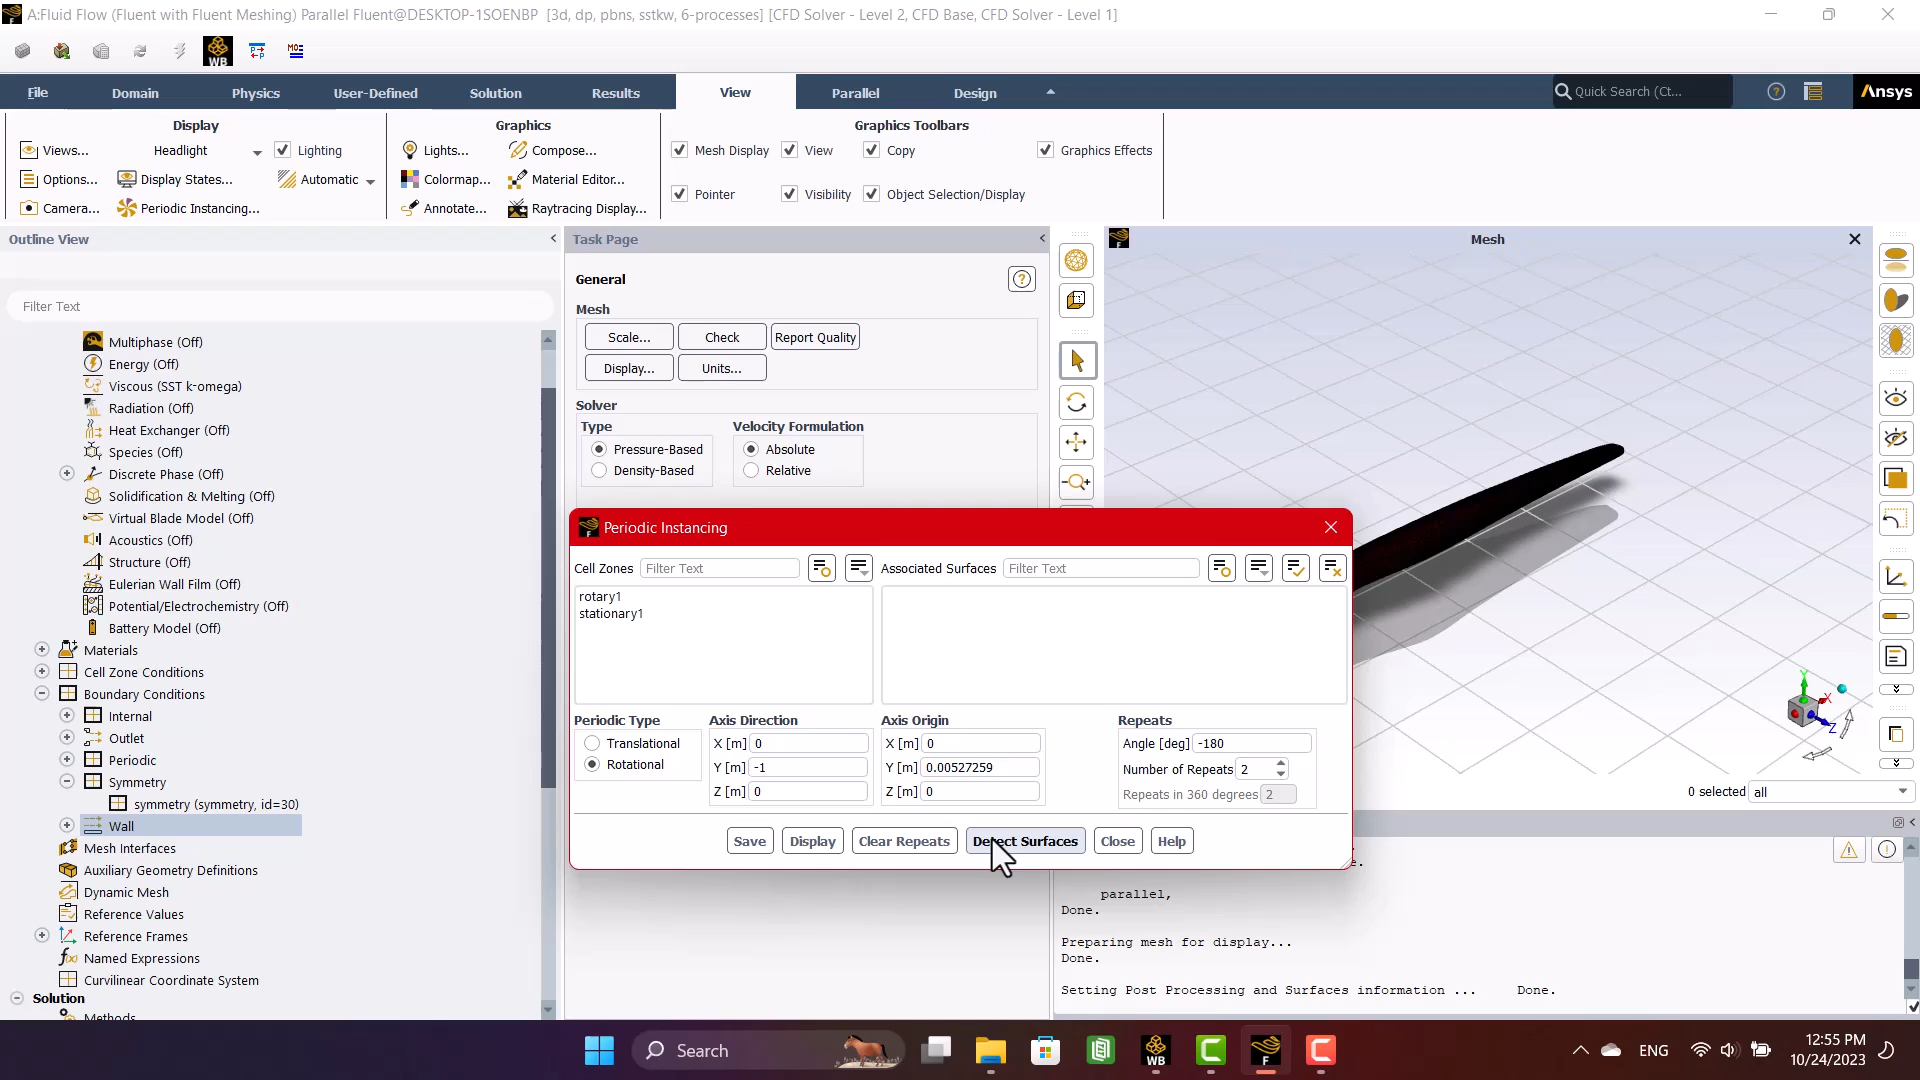 A:Fluid Flow (Fluent with Fluent Meshing) Parallel Fluent@DESKTOP-1SOENBP [3d, dp, pbns, sstkw, 6-processes] [CFD Solver - Level 2, CFD Base, CFD Solver - Level 1]
WB
File Domain Physics User-Defined Solution Results View Parallel Design Quick Search (Ct... Ansys
Display Graphics Graphics Toolbars
Views... Headlight Lighting Lights... Compose... Mesh Display View Copy Graphics Effects
Options... Display States... Automatic Colormap... Material Editor...
Pointer Visibility Object Selection/Display
Camera... Periodic Instancing... Annotate... Raytracing Display...
Outline View
Filter Text
Multiphase (Off)
Energy (Off)
Viscous (SST k-omega)
Radiation (Off)
Heat Exchanger (Off)
Species (Off)
Discrete Phase (Off)
Solidification & Melting (Off)
Virtual Blade Model (Off)
Acoustics (Off)
Structure (Off)
Eulerian Wall Film (Off)
Potential/Electrochemistry (Off)
Battery Model (Off)
Materials
Cell Zone Conditions
Boundary Conditions
Internal
Outlet
Periodic
Symmetry
symmetry (symmetry, id=30)
Wall
Mesh Interfaces
Auxiliary Geometry Definitions
Dynamic Mesh
Reference Values
Reference Frames
Named Expressions
Curvilinear Coordinate System
Solution
Methods
Task Page
General
Mesh
Scale... Check Report Quality
Display... Units...
Solver
Type Velocity Formulation
Pressure-Based Absolute
Density-Based Relative
Mesh
Periodic Instancing
Cell Zones Filter Text Associated Surfaces Filter Text
rotary1
stationary1
Periodic Type Axis Direction Axis Origin Repeats
Translational X [m] 0 X [m] 0 Angle [deg] -180
Rotational Y [m] -1 Y [m] 0.00527259 Number of Repeats 2
Z [m] 0 Z [m] 0 Repeats in 360 degrees 2
Save Display Clear Repeats Detect Surfaces Close Help
Y
X
Z
0 selected all
parallel,
Done.
Preparing mesh for display...
Done.
Setting Post Processing and Surfaces information ... Done.
Search WB ENG 12:55 PM
10/24/2023